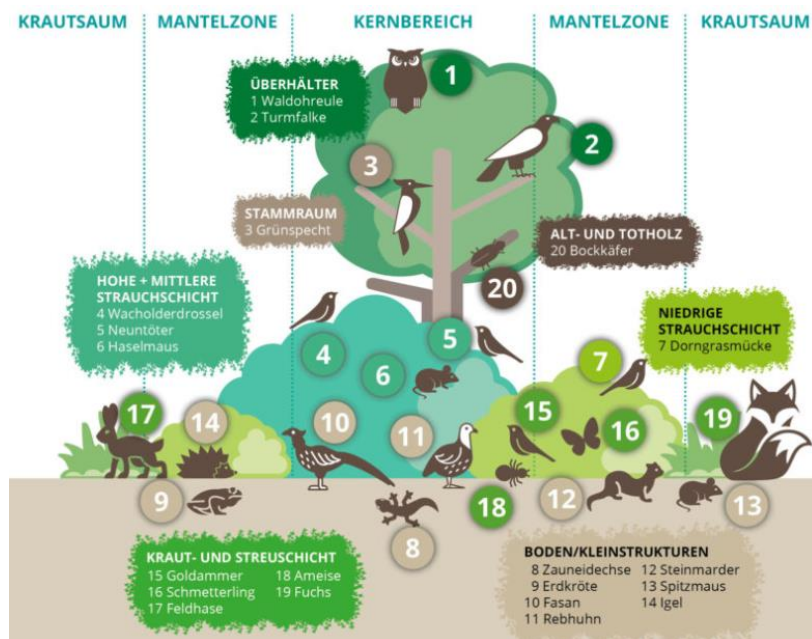 KRAUTSAUM MANTELZONE KERNBEREICH MANTELZONE KRAUTSAUM
ÜBERHÄLTER
1 Waldohreule
2 Turmfalke
1
2
3
STAMMRAUM
3 Grünspecht
ALT- UND TOTHOLZ
20 Bockkäfer
20
HOHE + MITTLERE
STRAUCHSCHICHT
4 Wacholderdrossel
5 Neuntöter
6 Haselmaus
NIEDRIGE
STRAUCHSCHICHT
7 Dorngrasmücke
4
5
6
7
17
14
10
11
15
16
19
9
8
18
12
13
KRAUT- UND STREUSCHICHT
15 Goldammer 18 Ameise
16 Schmetterling 19 Fuchs
17 Feldhase
BODEN/KLEINSTRUKTUREN
8 Zauneidechse 12 Steinmarder
9 Erdkröte 13 Spitzmaus
10 Fasan 14 Igel
11 Rebhuhn